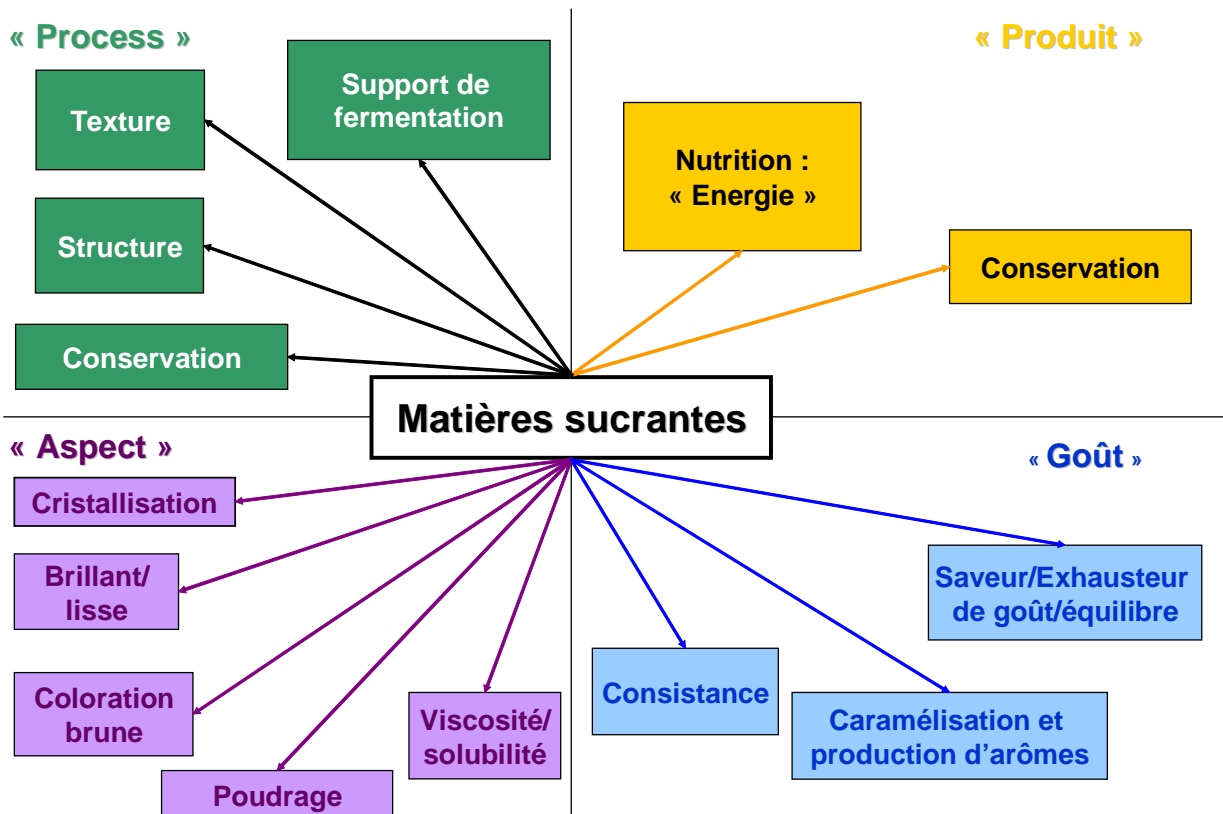 « Process »
Texture
Support de
fermentation
Structure
Conservation
« Produit »
Nutrition :
« Energie »
Conservation
Matières sucrantes
« Aspect »
Cristallisation
Brillant/
lisse
Coloration
brune
Poudrage
Viscosité/
solubilité
« Goût »
Saveur/Exhausteur
de goût/équilibre
Consistance
Caramélisation et
production d’arômes